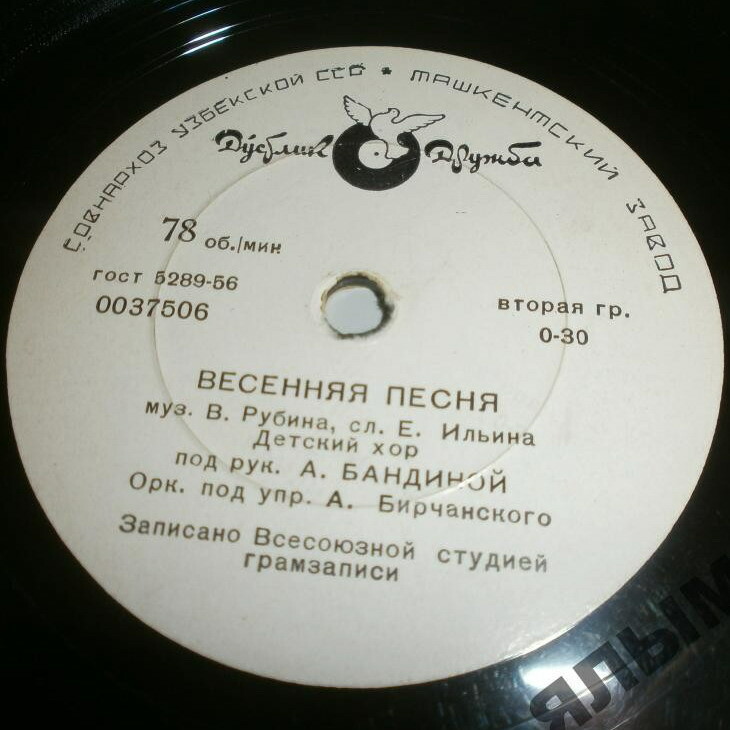 СОВНАРХОЗ УЗБЕКСКОЙ ССР * ТАШКЕНТСКИЙ ЗАВОД
Дўстлик Дружба
78 об./мин
гост 5289-56
0037506
вторая гр.
0-30
ВЕСЕННЯЯ ПЕСНЯ
муз. В. Рубина, сл. Е. Ильина
Детский хор
под рук. А. БАНДИНОЙ
Орк. под упр. А. Бирчанского
Записано Всесоюзной студией
грамзаписи
ЯЛЫМ